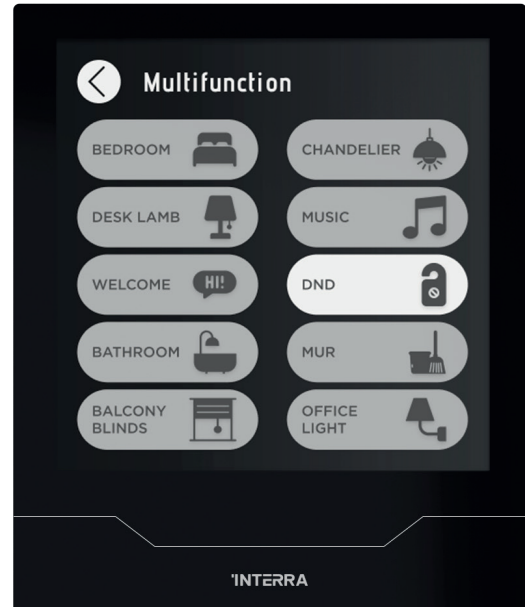 Multifunction
BEDROOM
CHANDELIER
DESK LAMB
MUSIC
WELCOME
HI!
DND
BATHROOM
MUR
BALCONY
BLINDS
OFFICE
LIGHT
INTERRA